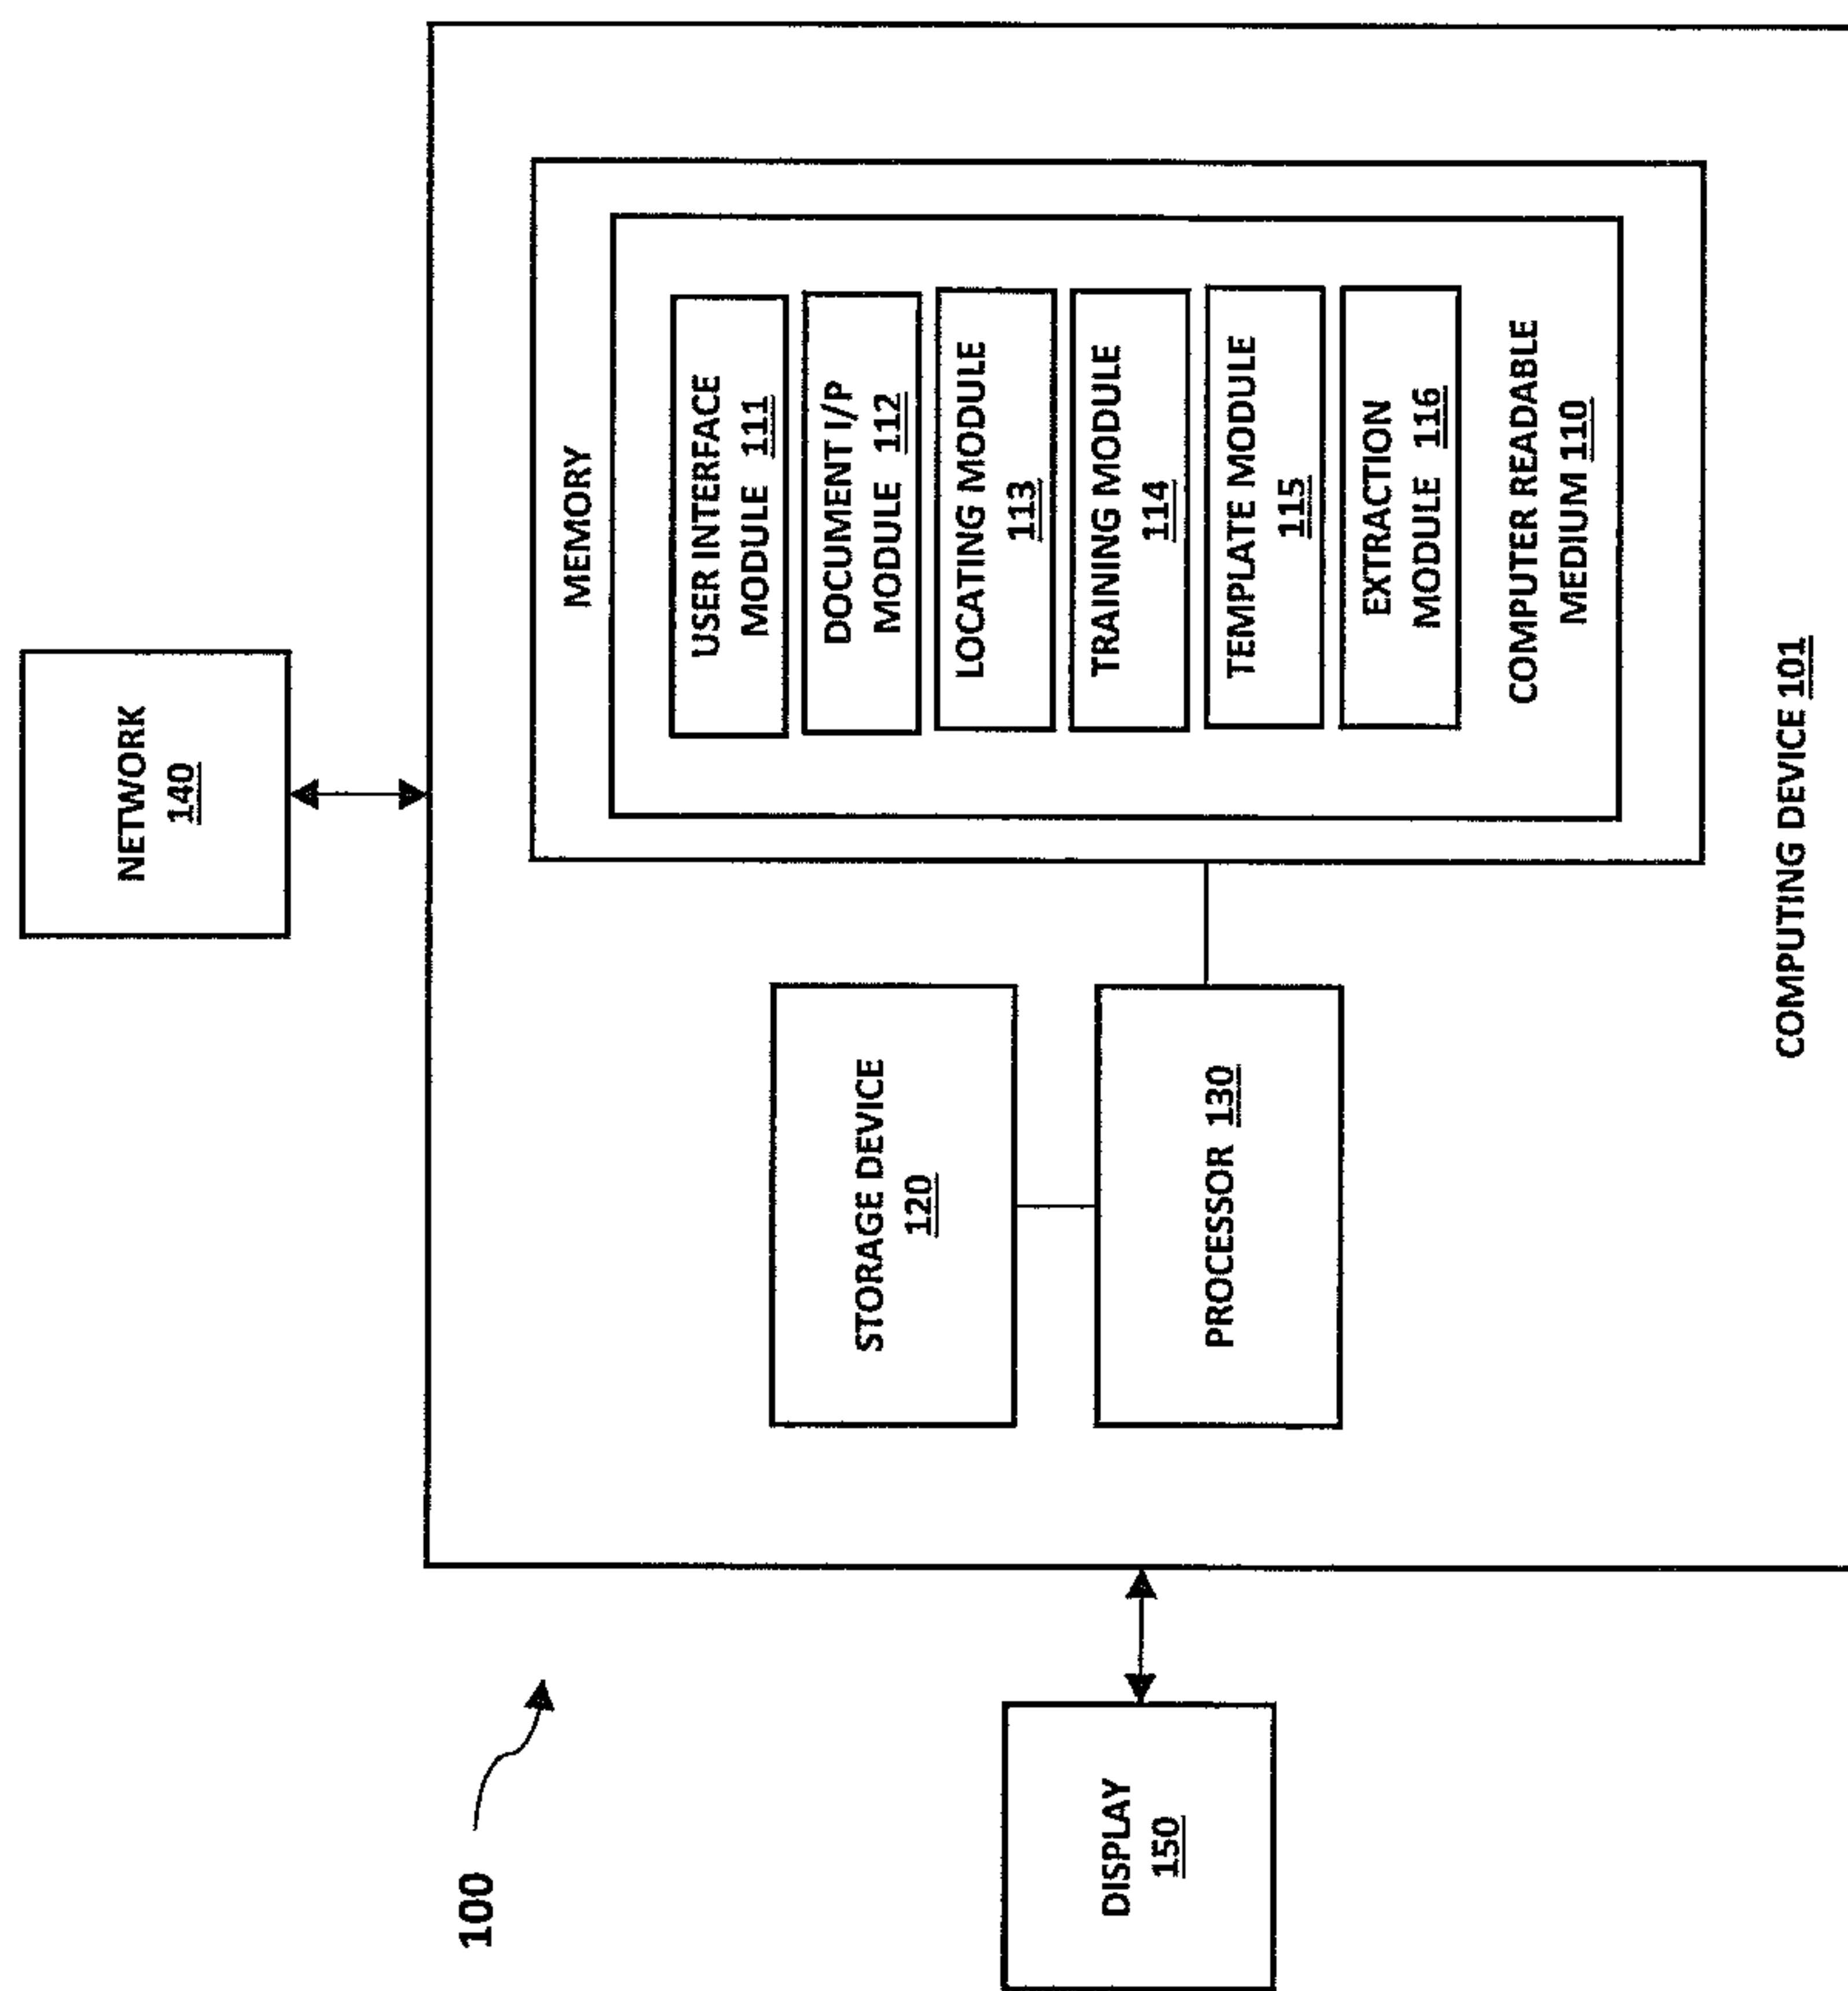 100
NETWORK
140
DISPLAY
150
STORAGE DEVICE
120
PROCESSOR 130
MEMORY
USER INTERFACE
MODULE 111
DOCUMENT I/P
MODULE 112
LOCATING MODULE
113
TRAINING MODULE
114
TEMPLATE MODULE
115
EXTRACTION
MODULE 116
COMPUTER READABLE
MEDIUM 110
COMPUTING DEVICE 101